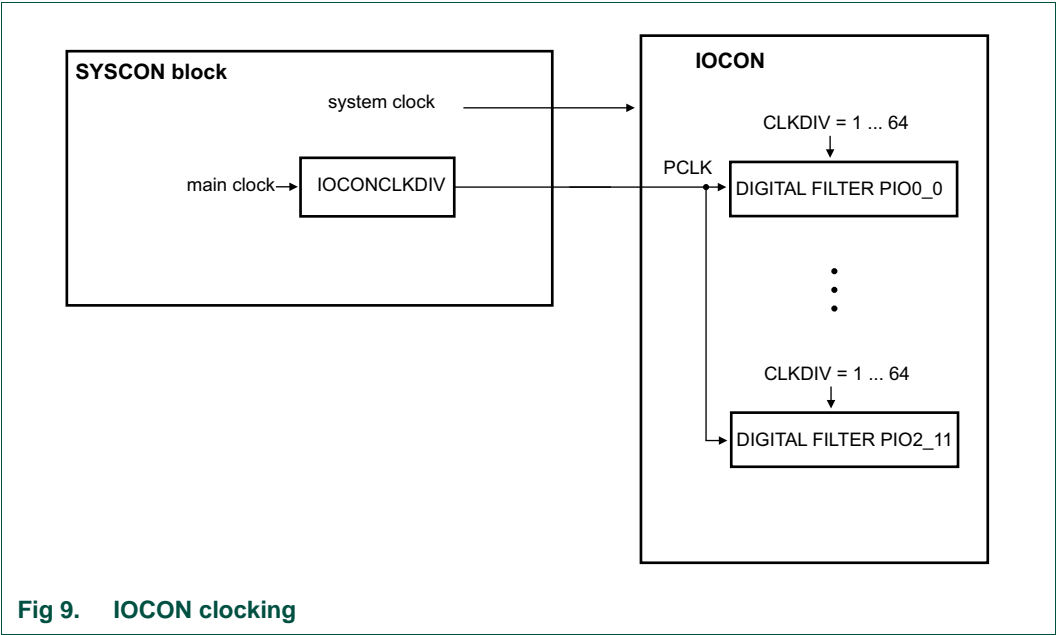 SYSCON block
IOCON
system clock
CLKDIV = 1 ... 64
main clock
IOCONCLKDIV
PCLK
DIGITAL FILTER PIO0_0
CLKDIV = 1 ... 64
DIGITAL FILTER PIO2_11
Fig 9. IOCON clocking